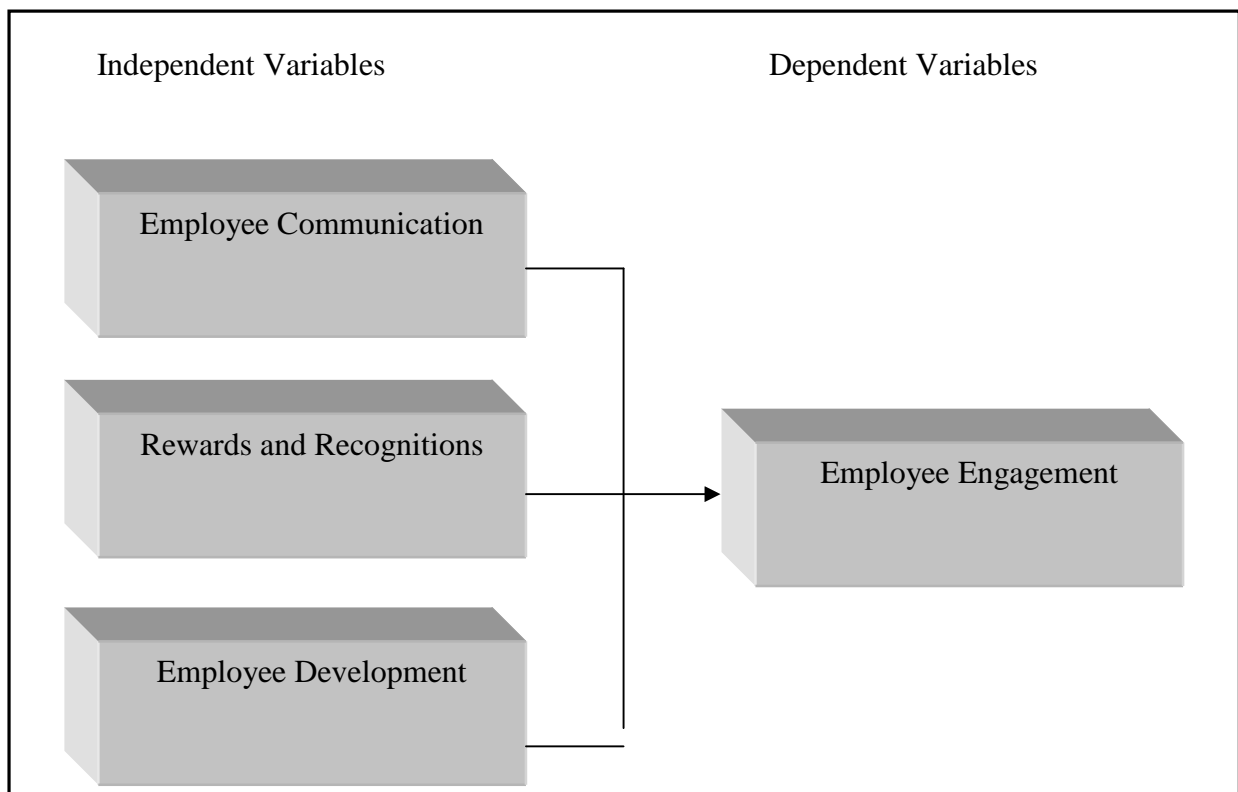 Independent Variables
Dependent Variables
Employee Communication
Rewards and Recognitions
Employee Engagement
Employee Development